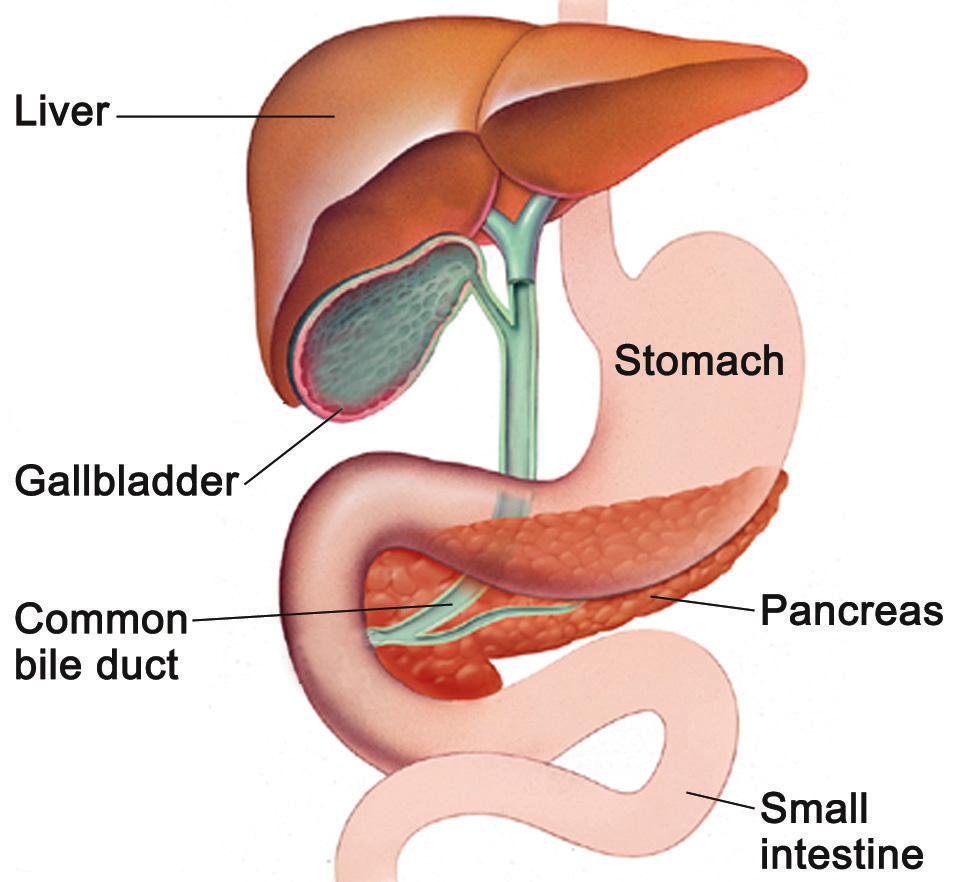 Liver
Stomach
Gallbladder
Common
bile duct
Pancreas
Small
intestine